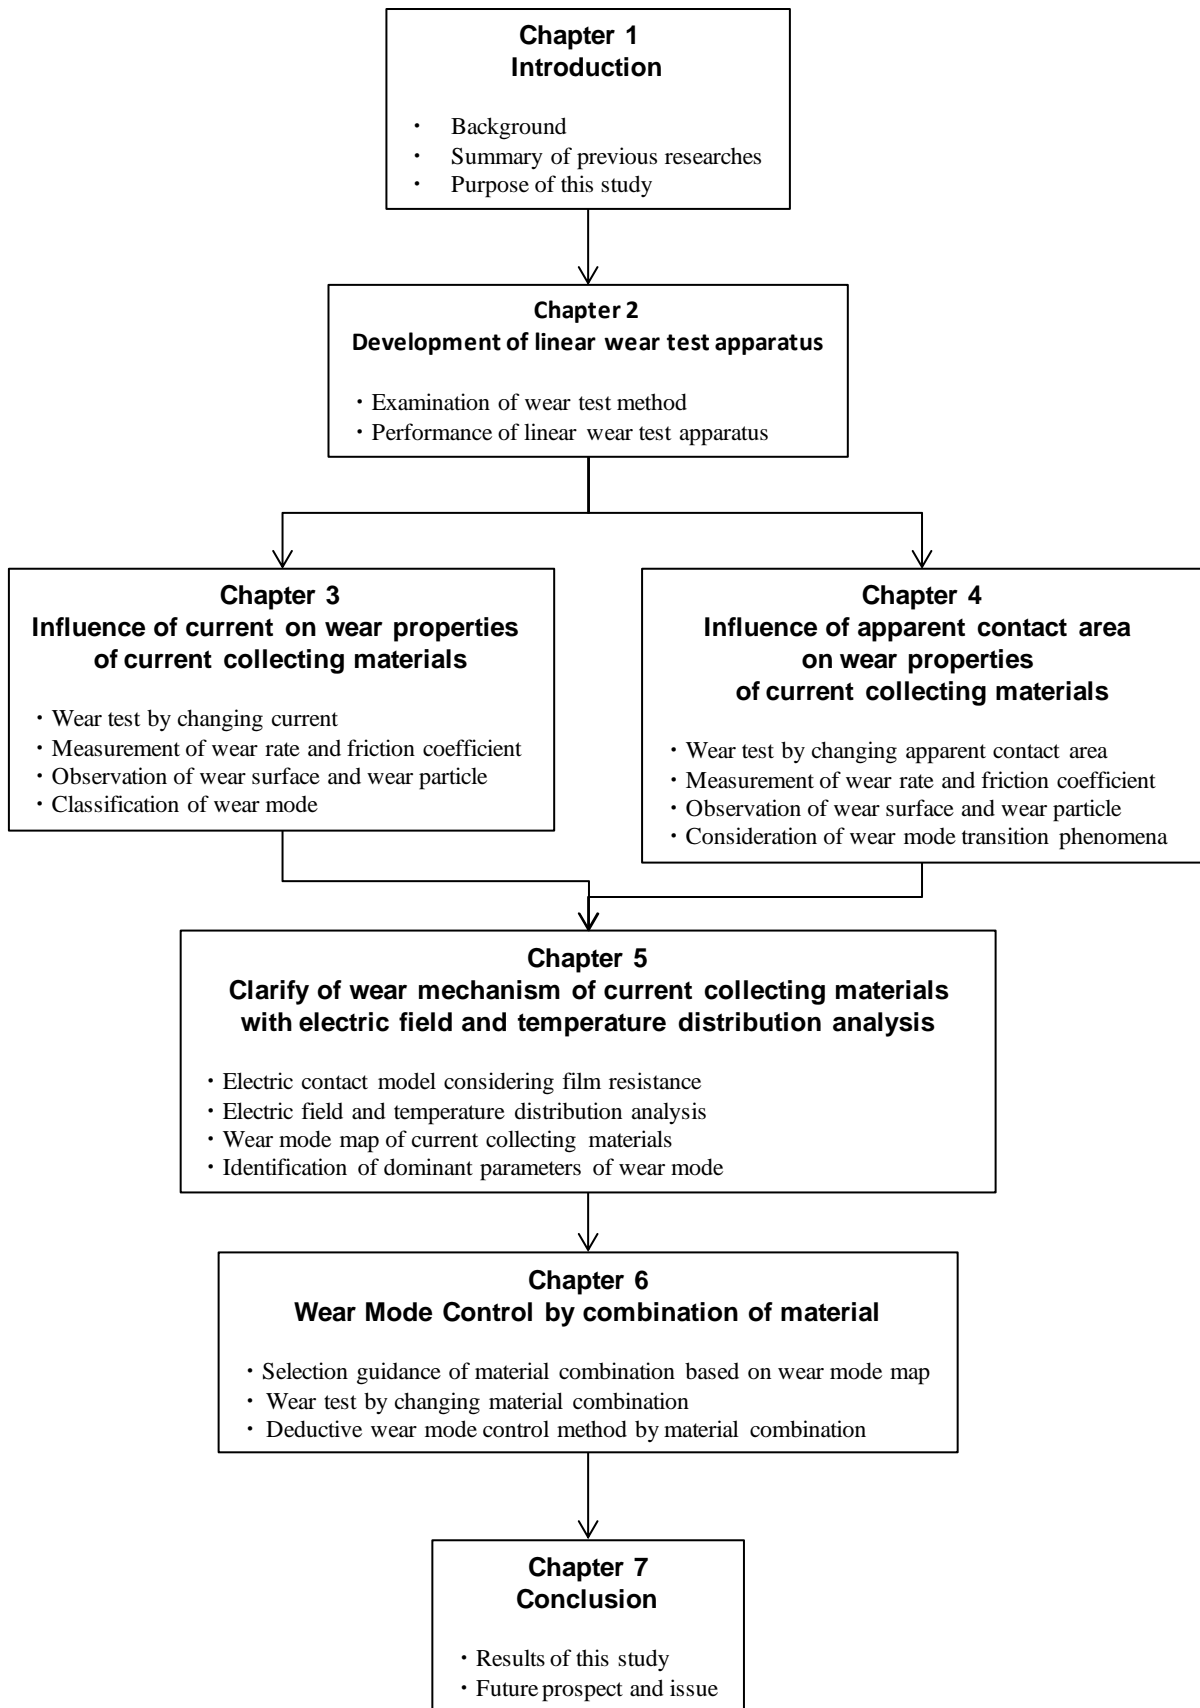 Chapter 1
Introduction
・ Background
・ Summary of previous researches
・ Purpose of this study
Chapter 2
Development of linear wear test apparatus
・Examination of wear test method
・Performance of linear wear test apparatus
Chapter 3
Influence of current on wear properties
of current collecting materials
・Wear test by changing current
・Measurement of wear rate and friction coefficient
・Observation of wear surface and wear particle
・Classification of wear mode
Chapter 4
Influence of apparent contact area
on wear properties
of current collecting materials
・Wear test by changing apparent contact area
・Measurement of wear rate and friction coefficient
・Observation of wear surface and wear particle
・Consideration of wear mode transition phenomena
Chapter 5
Clarify of wear mechanism of current collecting materials
with electric field and temperature distribution analysis
・Electric contact model considering film resistance
・Electric field and temperature distribution analysis
・Wear mode map of current collecting materials
・Identification of dominant parameters of wear mode
Chapter 6
Wear Mode Control by combination of material
・Selection guidance of material combination based on wear mode map
・ Wear test by changing material combination
・ Deductive wear mode control method by material combination
Chapter 7
Conclusion
・Results of this study
・Future prospect and issue